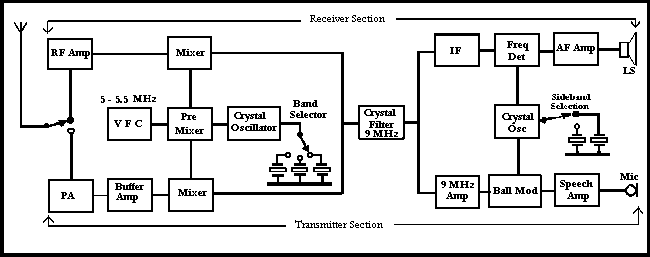 Receiver Section
RF Amp
Mixer
IF
Freq
Det
AF Amp
LS
5 - 5.5 MHz
V F C
Pre
Mixer
Crystal
Oscillator
Band
Selector
Crystal
Filter
9 MHz
Crystal
Osc
Sideband
Selection
PA
Buffer
Amp
Mixer
9 MHz
Amp
Ball Mod
Speech
Amp
Mic
Transmitter Section